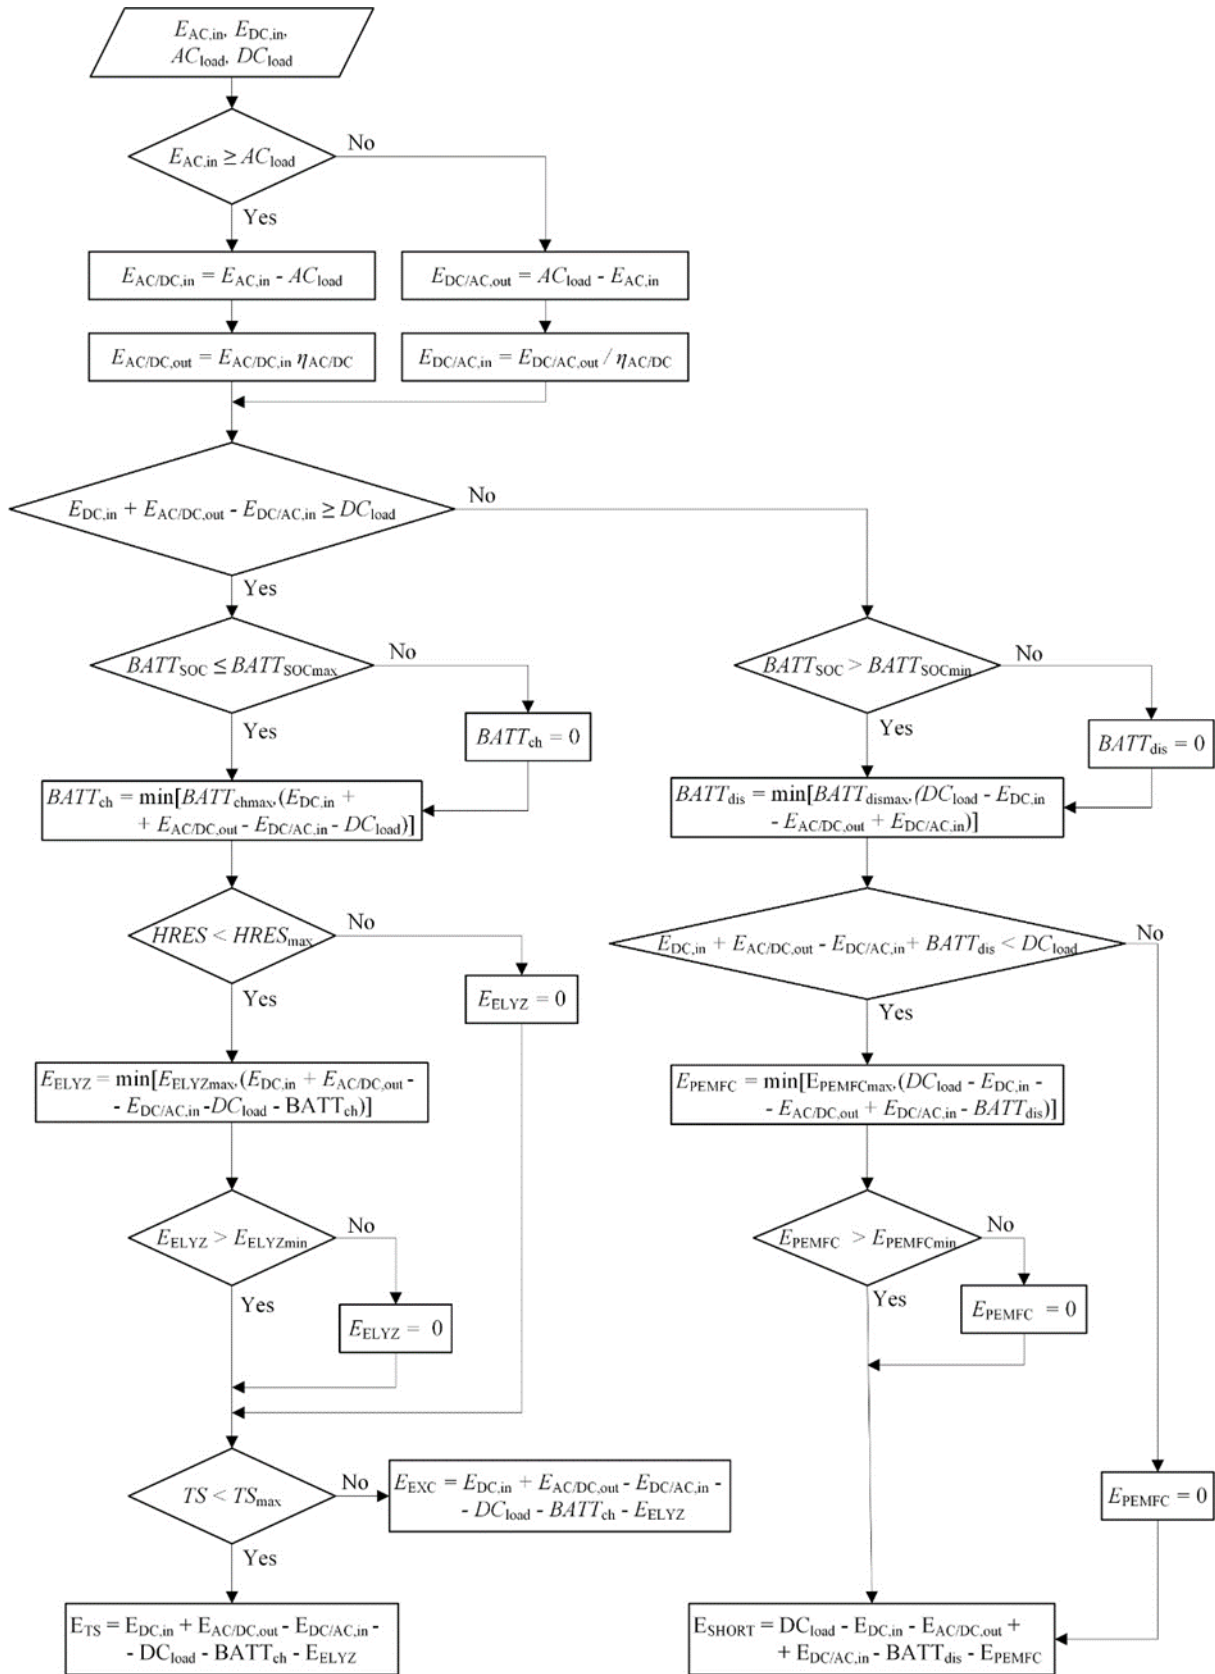 E_AC,in, E_DC,in,
AC_load, DC_load
E_AC,in ≥ AC_load
No
Yes
E_AC/DC,in = E_AC,in - AC_load
E_DC/AC,out = AC_load - E_AC,in
E_AC/DC,out = E_AC/DC,in η_AC/DC
E_DC/AC,in = E_DC/AC,out / η_AC/DC
E_DC,in + E_AC/DC,out - E_DC/AC,in ≥ DC_load
No
Yes
BATT_SOC ≤ BATT_SOCmax
No
Yes
BATT_ch = 0
BATT_ch = min[BATT_chmax,(E_DC,in +
+ E_AC/DC,out - E_DC/AC,in - DC_load)]
HRES < HRES_max
No
Yes
E_ELYZ = 0
E_ELYZ = min[E_ELYZmax,(E_DC,in + E_AC/DC,out -
- E_DC/AC,in -DC_load - BATT_ch)]
E_ELYZ > E_ELYZmin
No
Yes
E_ELYZ = 0
TS < TS_max
No
Yes
E_EXC = E_DC,in + E_AC/DC,out - E_DC/AC,in -
- DC_load - BATT_ch - E_ELYZ
E_TS = E_DC,in + E_AC/DC,out - E_DC/AC,in -
- DC_load - BATT_ch - E_ELYZ
BATT_SOC > BATT_SOCmin
No
Yes
BATT_dis = 0
BATT_dis = min[BATT_dismax,(DC_load - E_DC,in
- E_AC/DC,out + E_DC/AC,in)]
E_DC,in + E_AC/DC,out - E_DC/AC,in + BATT_dis < DC_load
No
Yes
E_PEMFC = min[E_PEMFCmax,(DC_load - E_DC,in -
- E_AC/DC,out + E_DC/AC,in - BATT_dis)]
E_PEMFC > E_PEMFCmin
No
Yes
E_PEMFC = 0
E_PEMFC = 0
E_SHORT = DC_load - E_DC,in - E_AC/DC,out +
+ E_DC/AC,in - BATT_dis - E_PEMFC